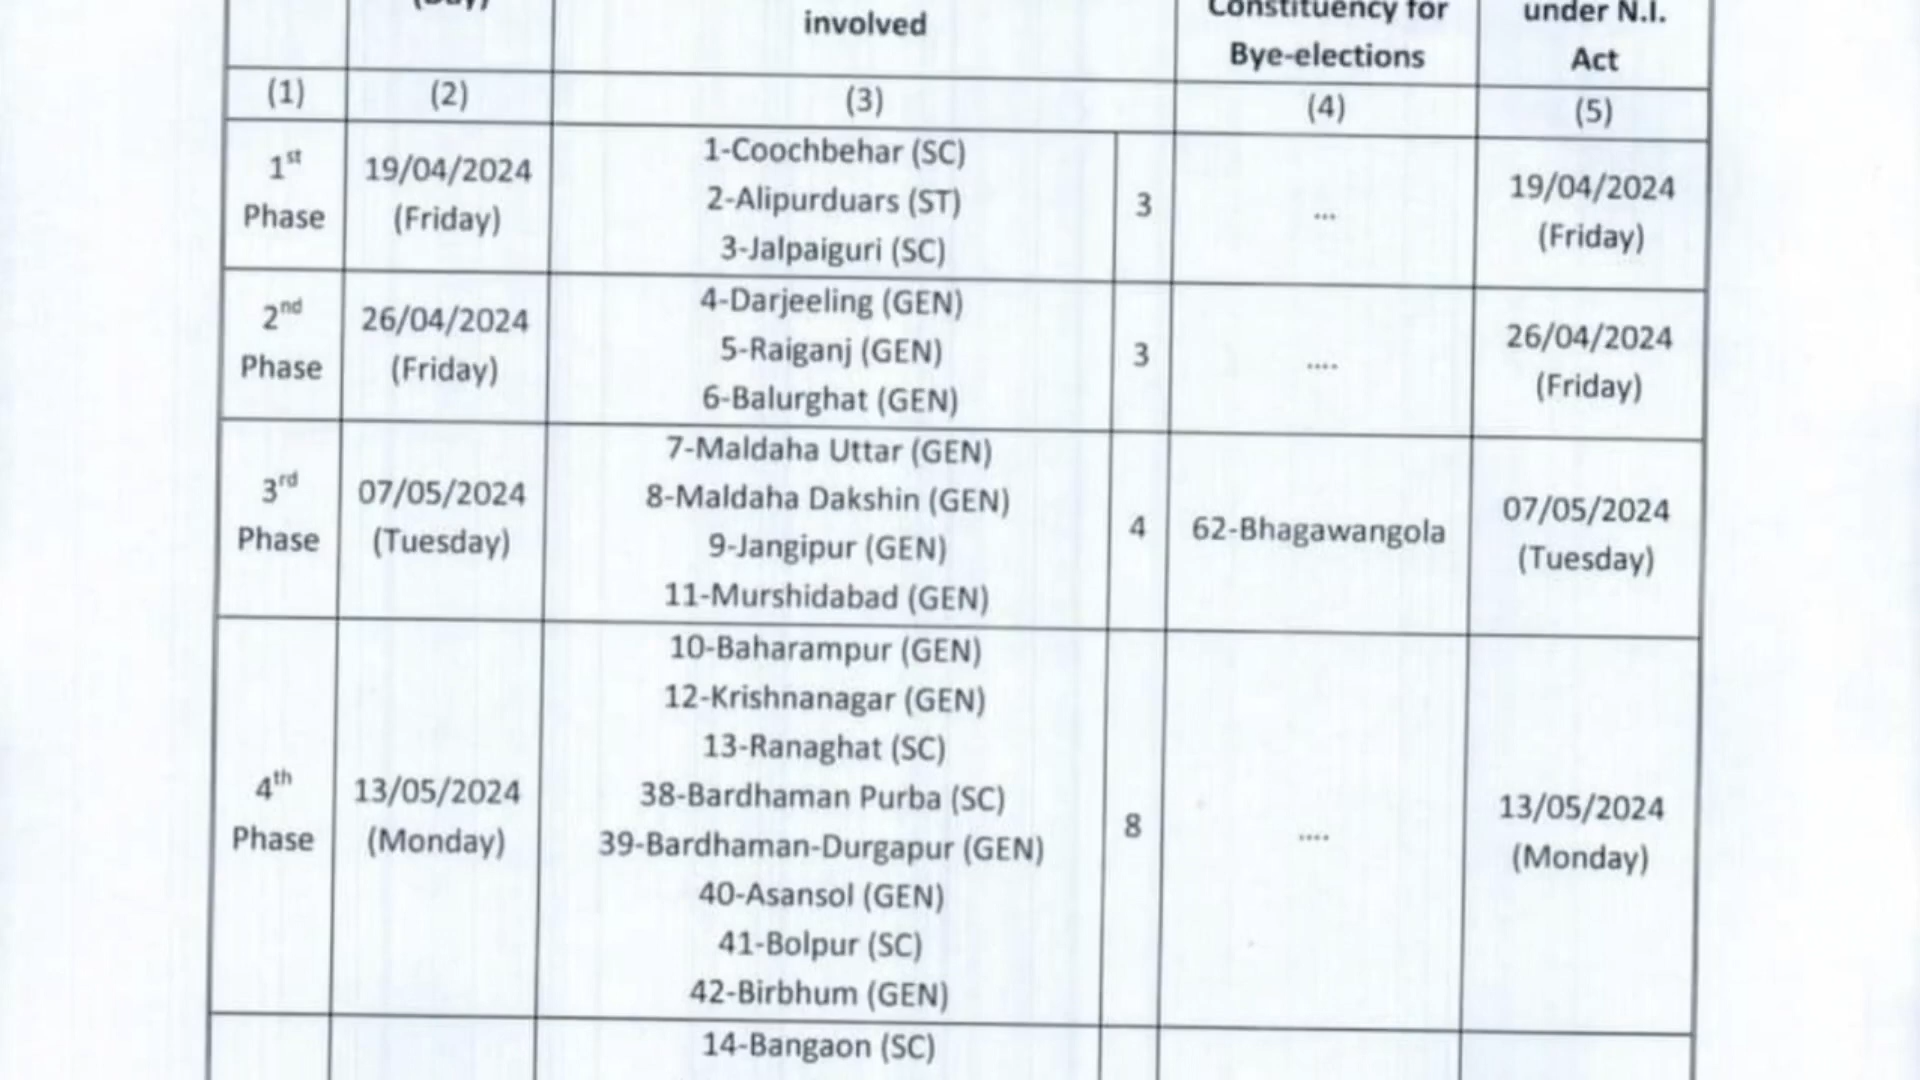 (Day)
involved
Constituency for
Bye-elections
under N.I.
Act
(1)
(2)
(3)
(4)
(5)
1st
Phase
19/04/2024
(Friday)
1-Coochbehar (SC)
2-Alipurduars (ST)
3-Jalpaiguri (SC)
3
...
19/04/2024
(Friday)
2nd
Phase
26/04/2024
(Friday)
4-Darjeeling (GEN)
5-Raiganj (GEN)
6-Balurghat (GEN)
3
....
26/04/2024
(Friday)
3rd
Phase
07/05/2024
(Tuesday)
7-Maldaha Uttar (GEN)
8-Maldaha Dakshin (GEN)
9-Jangipur (GEN)
11-Murshidabad (GEN)
4
62-Bhagawangola
07/05/2024
(Tuesday)
4th
Phase
13/05/2024
(Monday)
10-Baharampur (GEN)
12-Krishnanagar (GEN)
13-Ranaghat (SC)
38-Bardhaman Purba (SC)
39-Bardhaman-Durgapur (GEN)
40-Asansol (GEN)
41-Bolpur (SC)
42-Birbhum (GEN)
8
....
13/05/2024
(Monday)
14-Bangaon (SC)